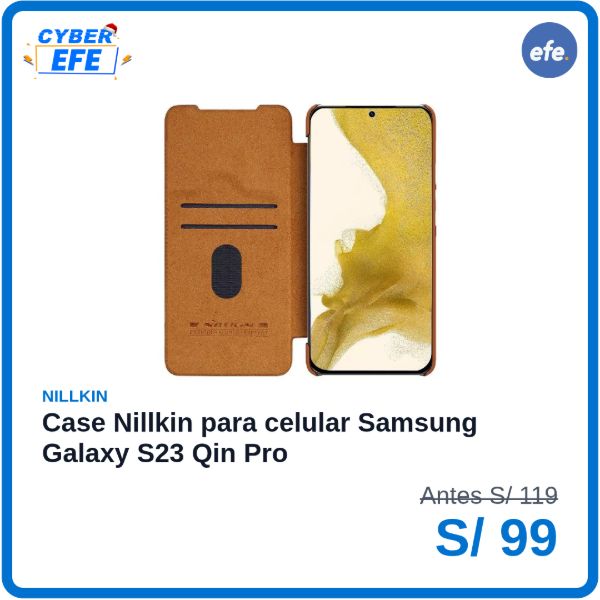 CYBER
EFE
efe.
NILLKIN
Case Nillkin para celular Samsung
Galaxy S23 Qin Pro
Antes S/ 119
S/ 99